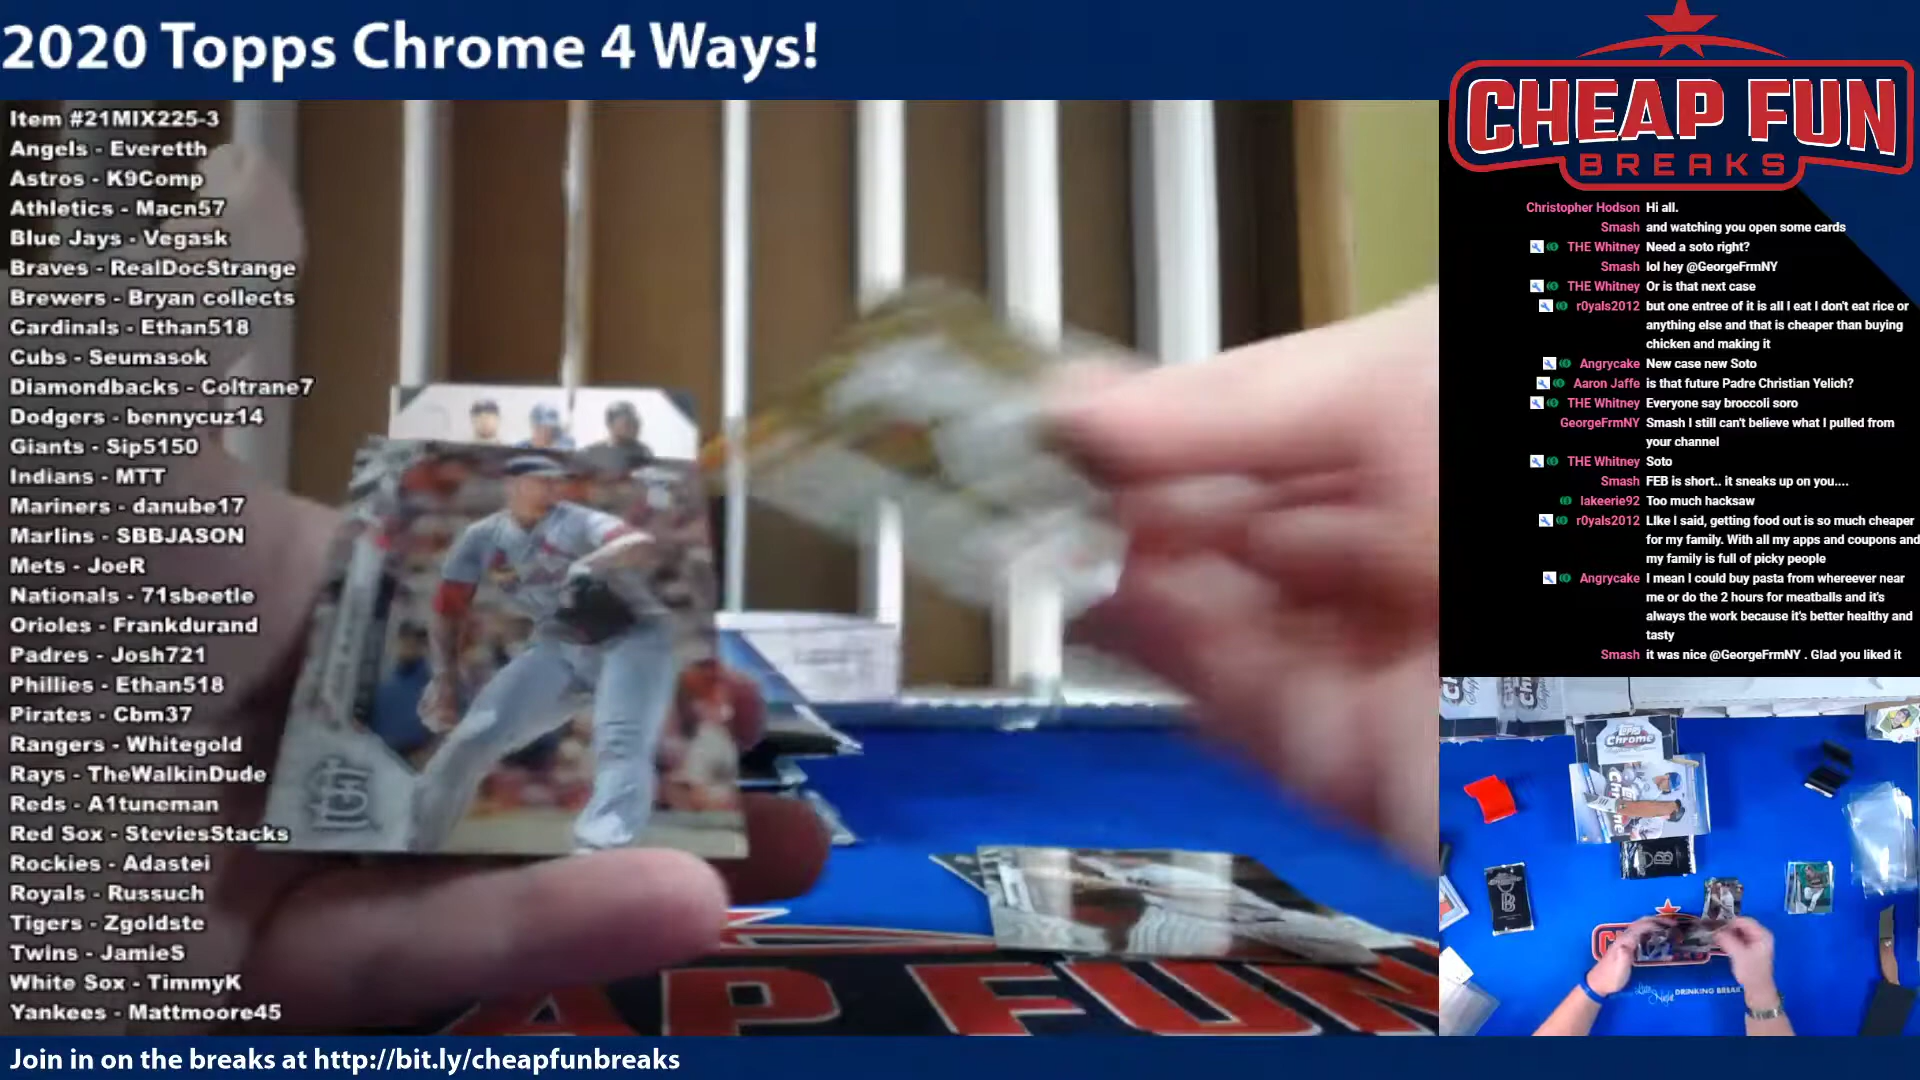 2020 Topps Chrome 4 Ways!
CHEAP FUN
BREAKS
Item #21MIX225-3
Angels - Everetth
Astros - K9Comp
Athletics - Macn57
Blue Jays - Vegask
Braves - RealDocStrange
Brewers - Bryan collects
Cardinals - Ethan518
Cubs - Seumasok
Diamondbacks - Coltrane7
Dodgers - bennycuz14
Giants - Sip5150
Indians - MTT
Mariners - danube17
Marlins - SBBJASON
Mets - JoeR
Nationals - 71sbeetle
Orioles - Frankdurand
Padres - Josh721
Phillies - Ethan518
Pirates - Cbm37
Rangers - Whitegold
Rays - TheWalkinDude
Reds - A1tuneman
Red Sox - SteviesStacks
Rockies - Adastei
Royals - Russuch
Tigers - Zgoldste
Twins - JamieS
White Sox - TimmyK
Yankees - Mattmoore45
AP FUN
Christopher Hodson Hi all.
Smash and watching you open some cards
THE Whitney Need a soto right?
Smash lol hey @GeorgeFrmNY
THE Whitney Or is that next case
r0yals2012 but one entree of it is all I eat I don't eat rice or
anything else and that is cheaper than buying
chicken and making it
Angrycake New case new Soto
Aaron Jaffe is that future Padre Christian Yelich?
THE Whitney Everyone say broccoli soro
GeorgeFrmNY Smash I still can't believe what I pulled from
your channel
THE Whitney Soto
Smash FEB is short.. it sneaks up on you....
lakeerie92 Too much hacksaw
r0yals2012 LIke I said, getting food out is so much cheaper
for my family. With all my apps and coupons and
my family is full of picky people
Angrycake I mean I could buy pasta from whereever near
me or do the 2 hours for meatballs and it's
always the work because it's better healthy and
tasty
Smash it was nice @GeorgeFrmNY . Glad you liked it
Topps
Chrome
DRINKING BREAK
Join in on the breaks at http://bit.ly/cheapfunbreaks